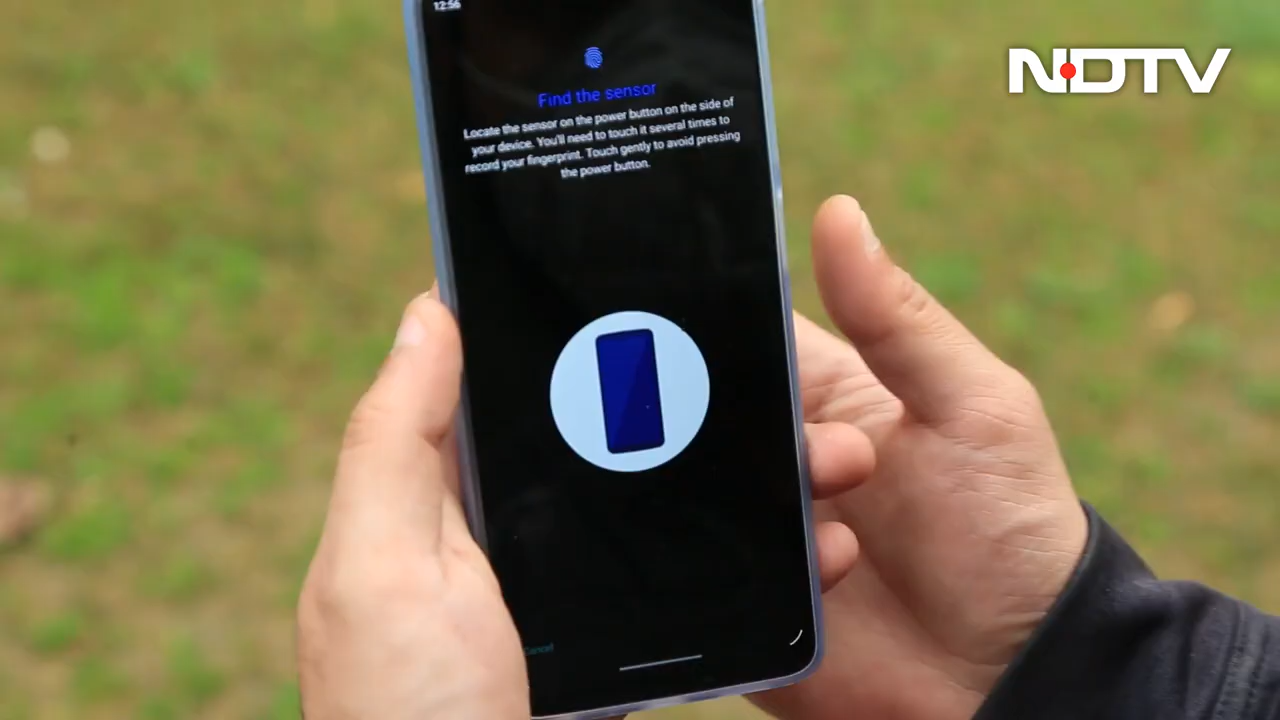 12:56
NDTV
Find the sensor
Locate the sensor on the power button on the side of
your device. You'll need to touch it several times to
record your fingerprint. Touch gently to avoid pressing
the power button.
Cancel